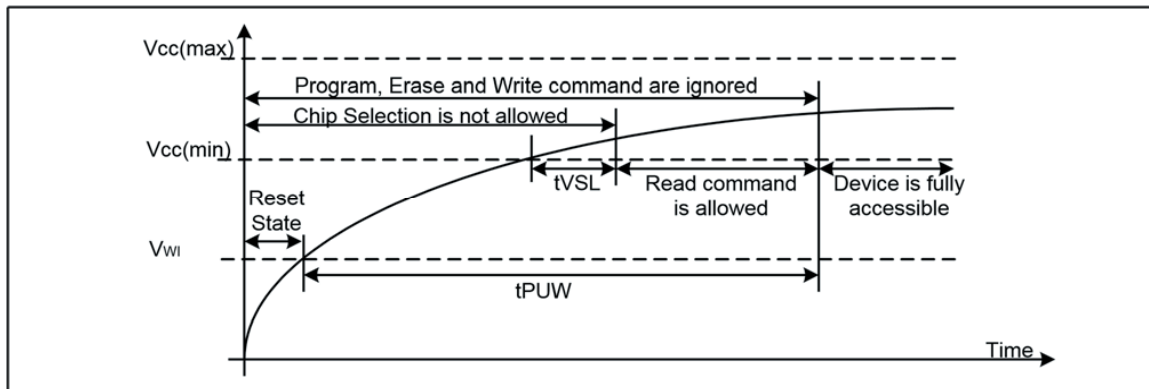 Vcc(max)
Program, Erase and Write command are ignored
Chip Selection is not allowed
Vcc(min)
tVSL
Read command
is allowed
Device is fully
accessible
Reset
State
VWI
tPUW
Time